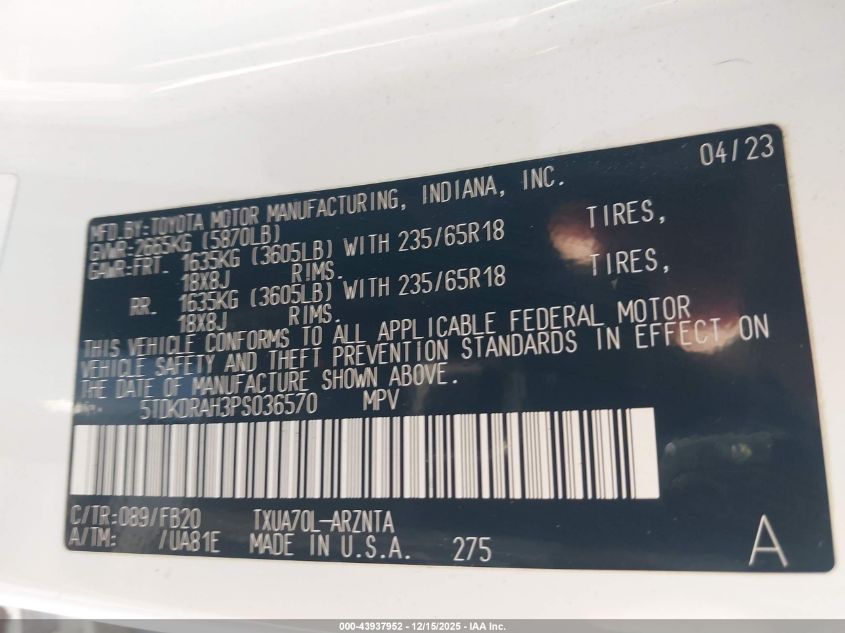 04/23
MFD.BY:TOYOTA MOTOR MANUFACTURING, INDIANA, INC.
GVWR:2665KG (5870LB)
GAWR:FRT. 1635KG (3605LB) WITH 235/65R18 TIRES,
18X8J RIMS.
RR. 1635KG (3605LB) WITH 235/65R18 TIRES,
18X8J RIMS.
THIS VEHICLE CONFORMS TO ALL APPLICABLE FEDERAL MOTOR
VEHICLE SAFETY AND THEFT PREVENTION STANDARDS IN EFFECT ON
THE DATE OF MANUFACTURE SHOWN ABOVE.
5TDKDRAH3PS036570 MPV
C/TR:089/FB20 TXUA70L-ARZNTA
A/TM: /UA81E MADE IN U.S.A. 275 A
000-43937952 - 12/15/2025 - IAA Inc.